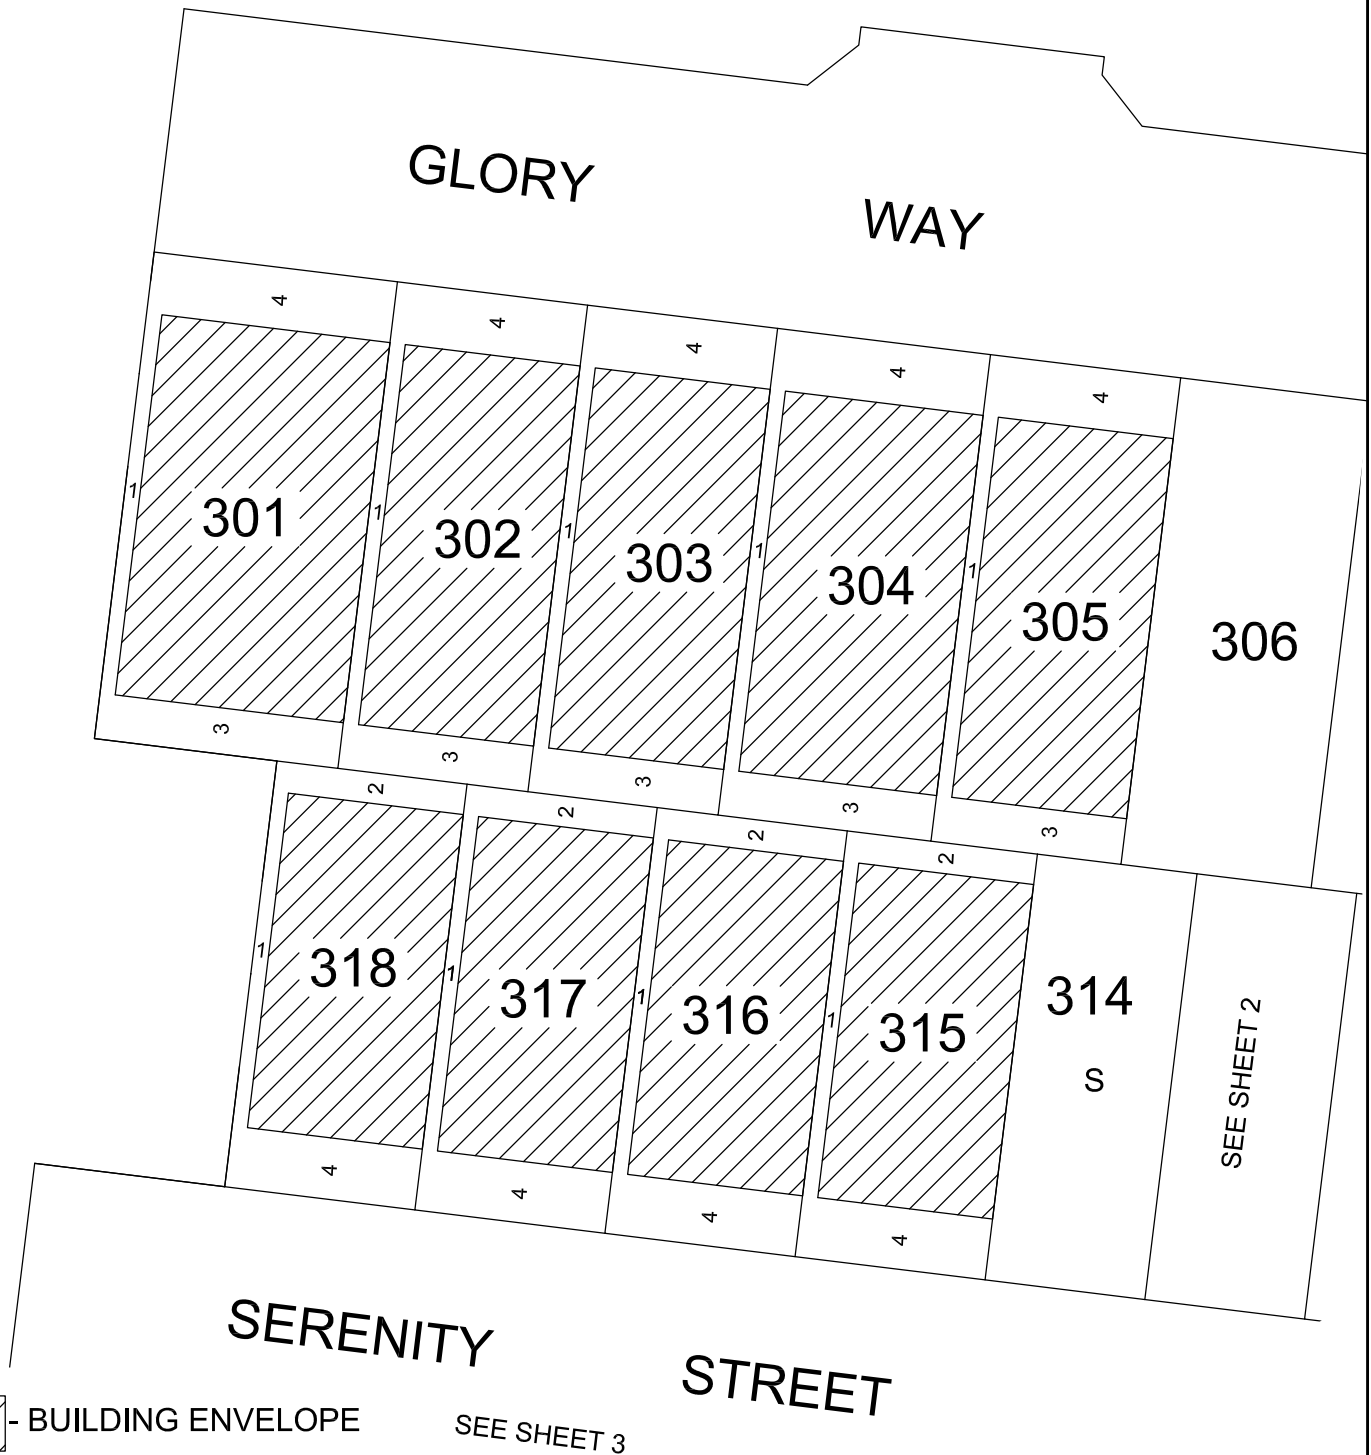 GLORY WAY
4 4 4 4 4
1 1 1 1 1
301 302 303 304 305 306
3 3 3 3 3
2 2 2 2
1 1 1 1
318 317 316 315 314
S
SEE SHEET 2
4 4 4 4
SERENITY STREET
- BUILDING ENVELOPE
SEE SHEET 3